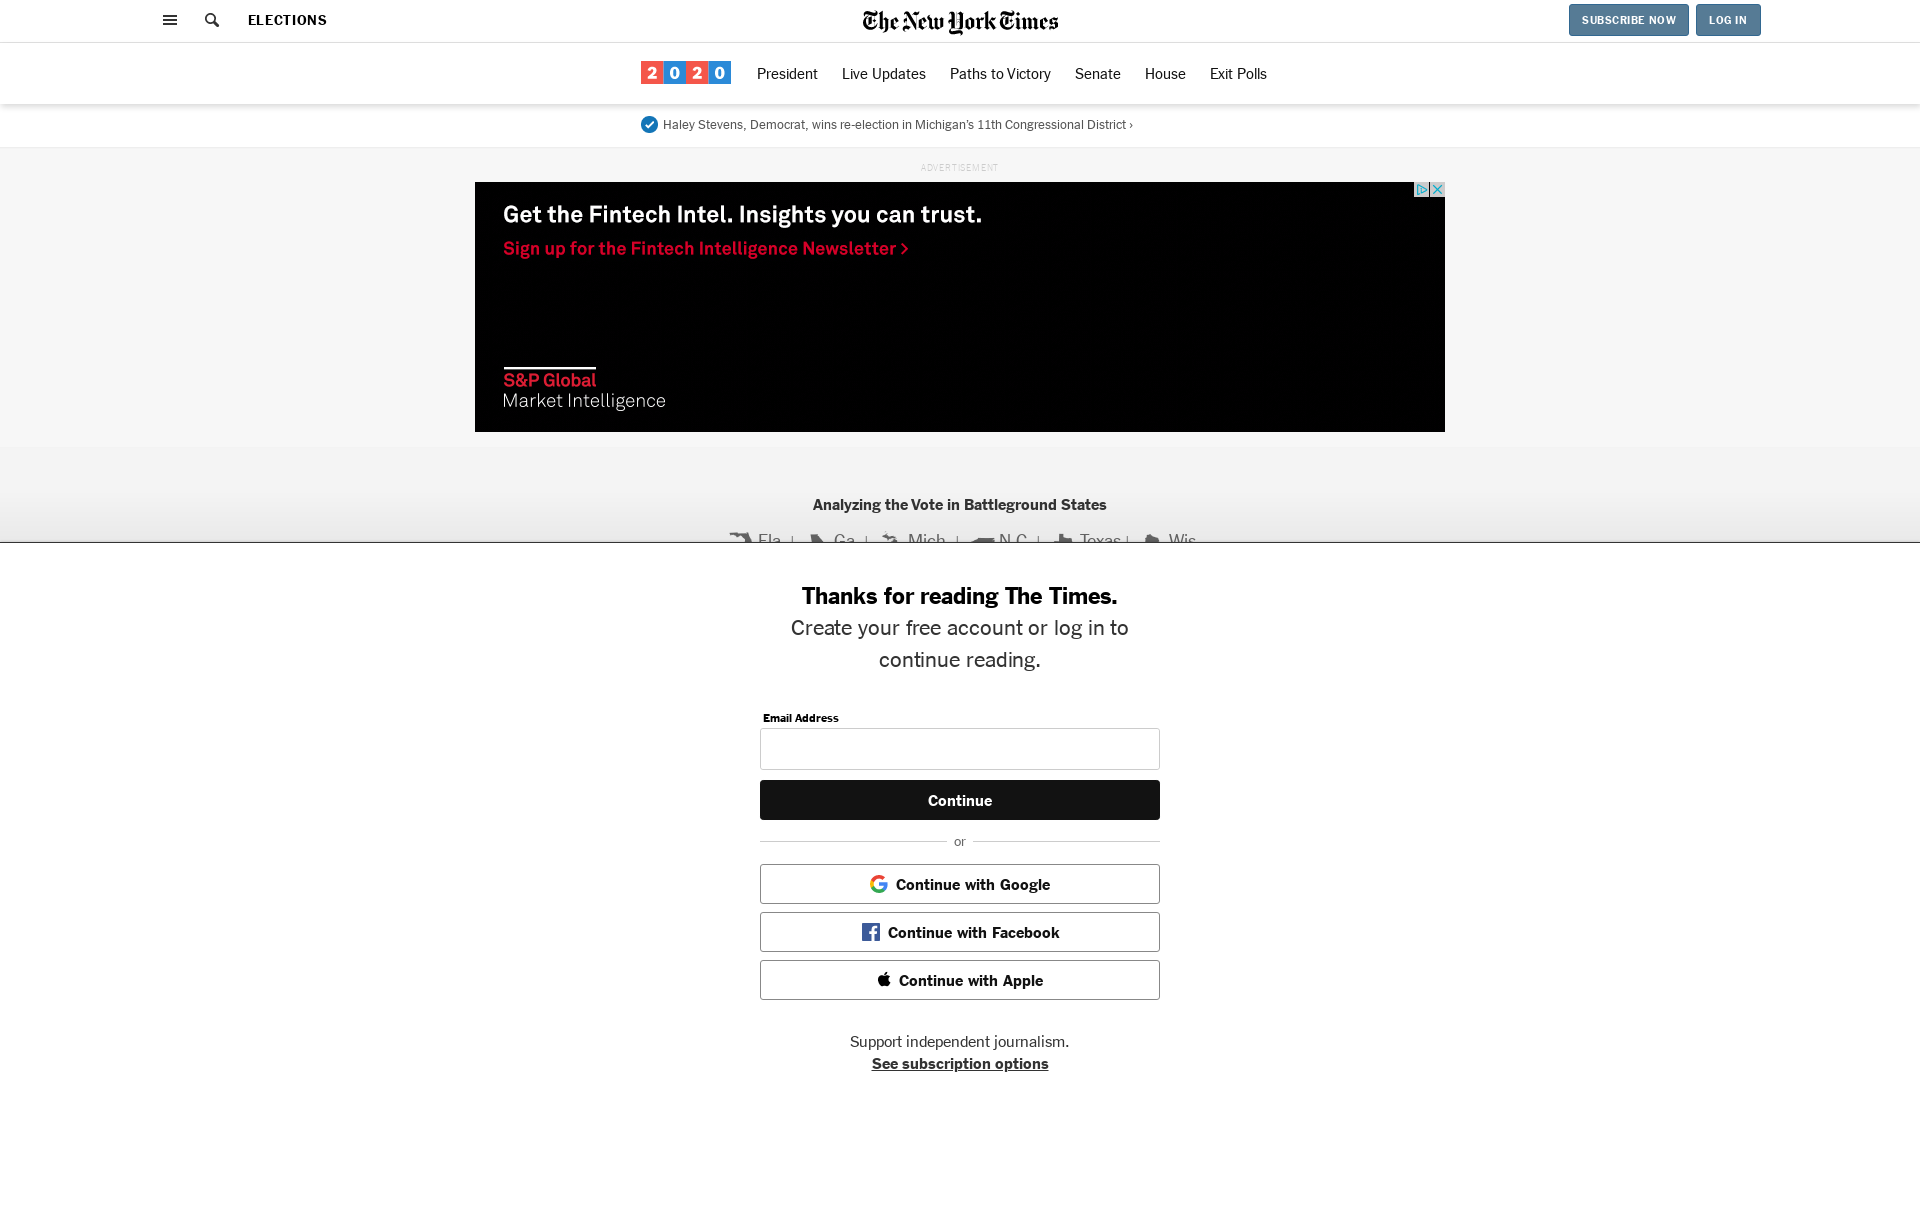 ELECTIONS
The New York Times
SUBSCRIBE NOW
LOG IN
2020
President
Live Updates
Paths to Victory
Senate
House
Exit Polls
Haley Stevens, Democrat, wins re-election in Michigan's 11th Congressional District ›
ADVERTISEMENT
Get the Fintech Intel. Insights you can trust.
Sign up for the Fintech Intelligence Newsletter >
S&P Global
Market Intelligence
Analyzing the Vote in Battleground States
Fla. | Ga. | Mich. | N.C. | Texas | Wis.
Thanks for reading The Times.
Create your free account or log in to
continue reading.
Email Address
Continue
or
Continue with Google
Continue with Facebook
Continue with Apple
Support independent journalism.
See subscription options